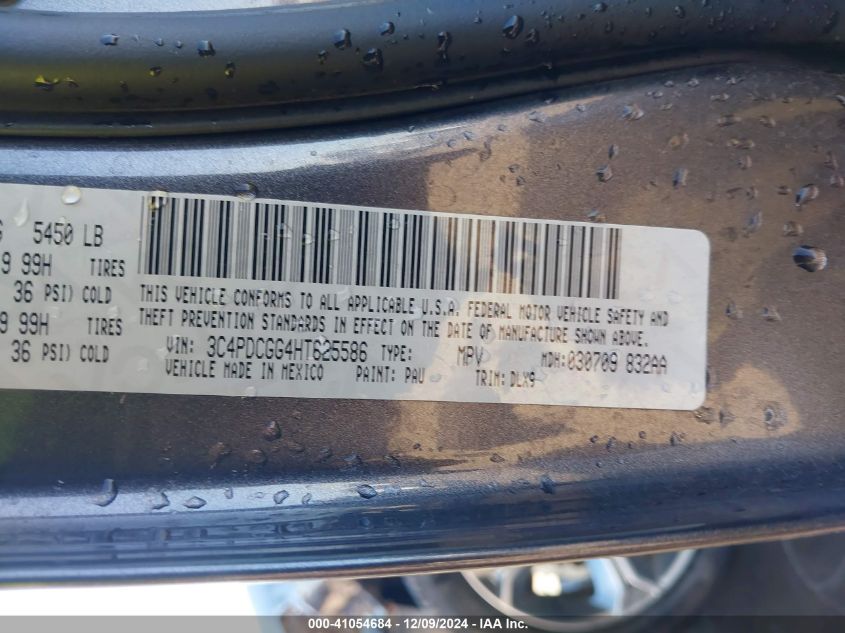 5450 LB
99H TIRES
36 PSI) COLD
99H TIRES
36 PSI) COLD
THIS VEHICLE CONFORMS TO ALL APPLICABLE U.S.A. FEDERAL MOTOR VEHICLE SAFETY AND
THEFT PREVENTION STANDARDS IN EFFECT ON THE DATE OF MANUFACTURE SHOWN ABOVE.
VIN: 3C4PDCGG4HT625586 TYPE: MPV MDH:030709 832AA
VEHICLE MADE IN MEXICO PAINT: PAU TRIM: DLX9
000-41054684 - 12/09/2024 - IAA Inc.